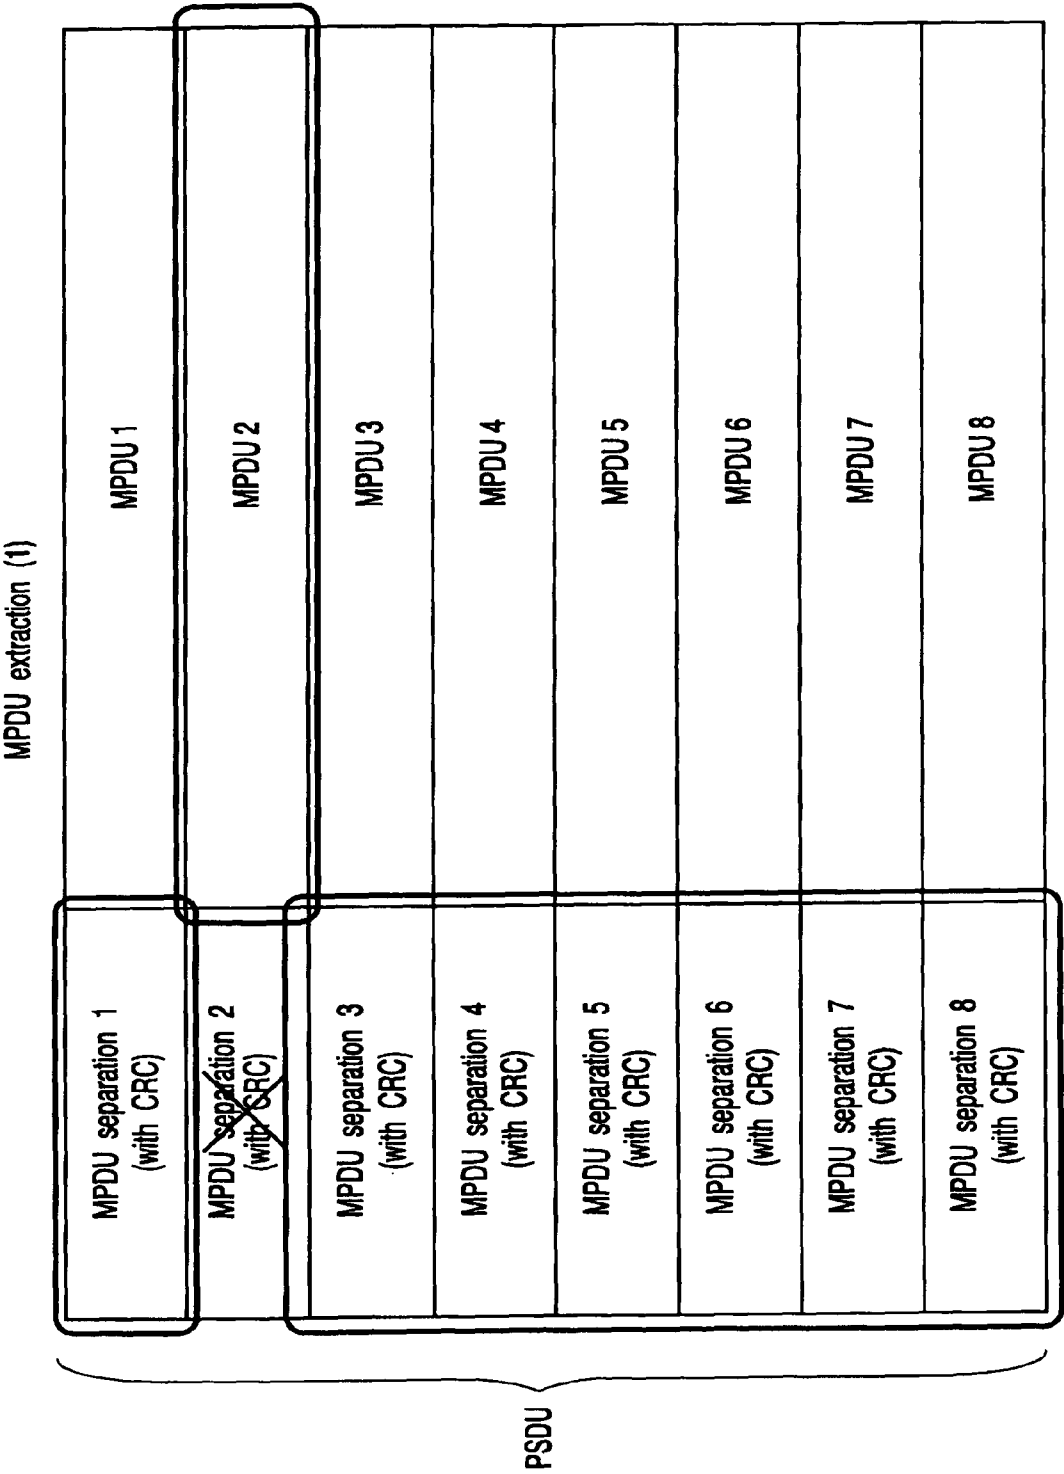 MPDU extraction (1)
PSDU
MPDU separation 1
(with CRC)
MPDU 1
MPDU separation 2
(with CRC)
MPDU 2
MPDU separation 3
(with CRC)
MPDU 3
MPDU separation 4
(with CRC)
MPDU 4
MPDU separation 5
(with CRC)
MPDU 5
MPDU separation 6
(with CRC)
MPDU 6
MPDU separation 7
(with CRC)
MPDU 7
MPDU separation 8
(with CRC)
MPDU 8